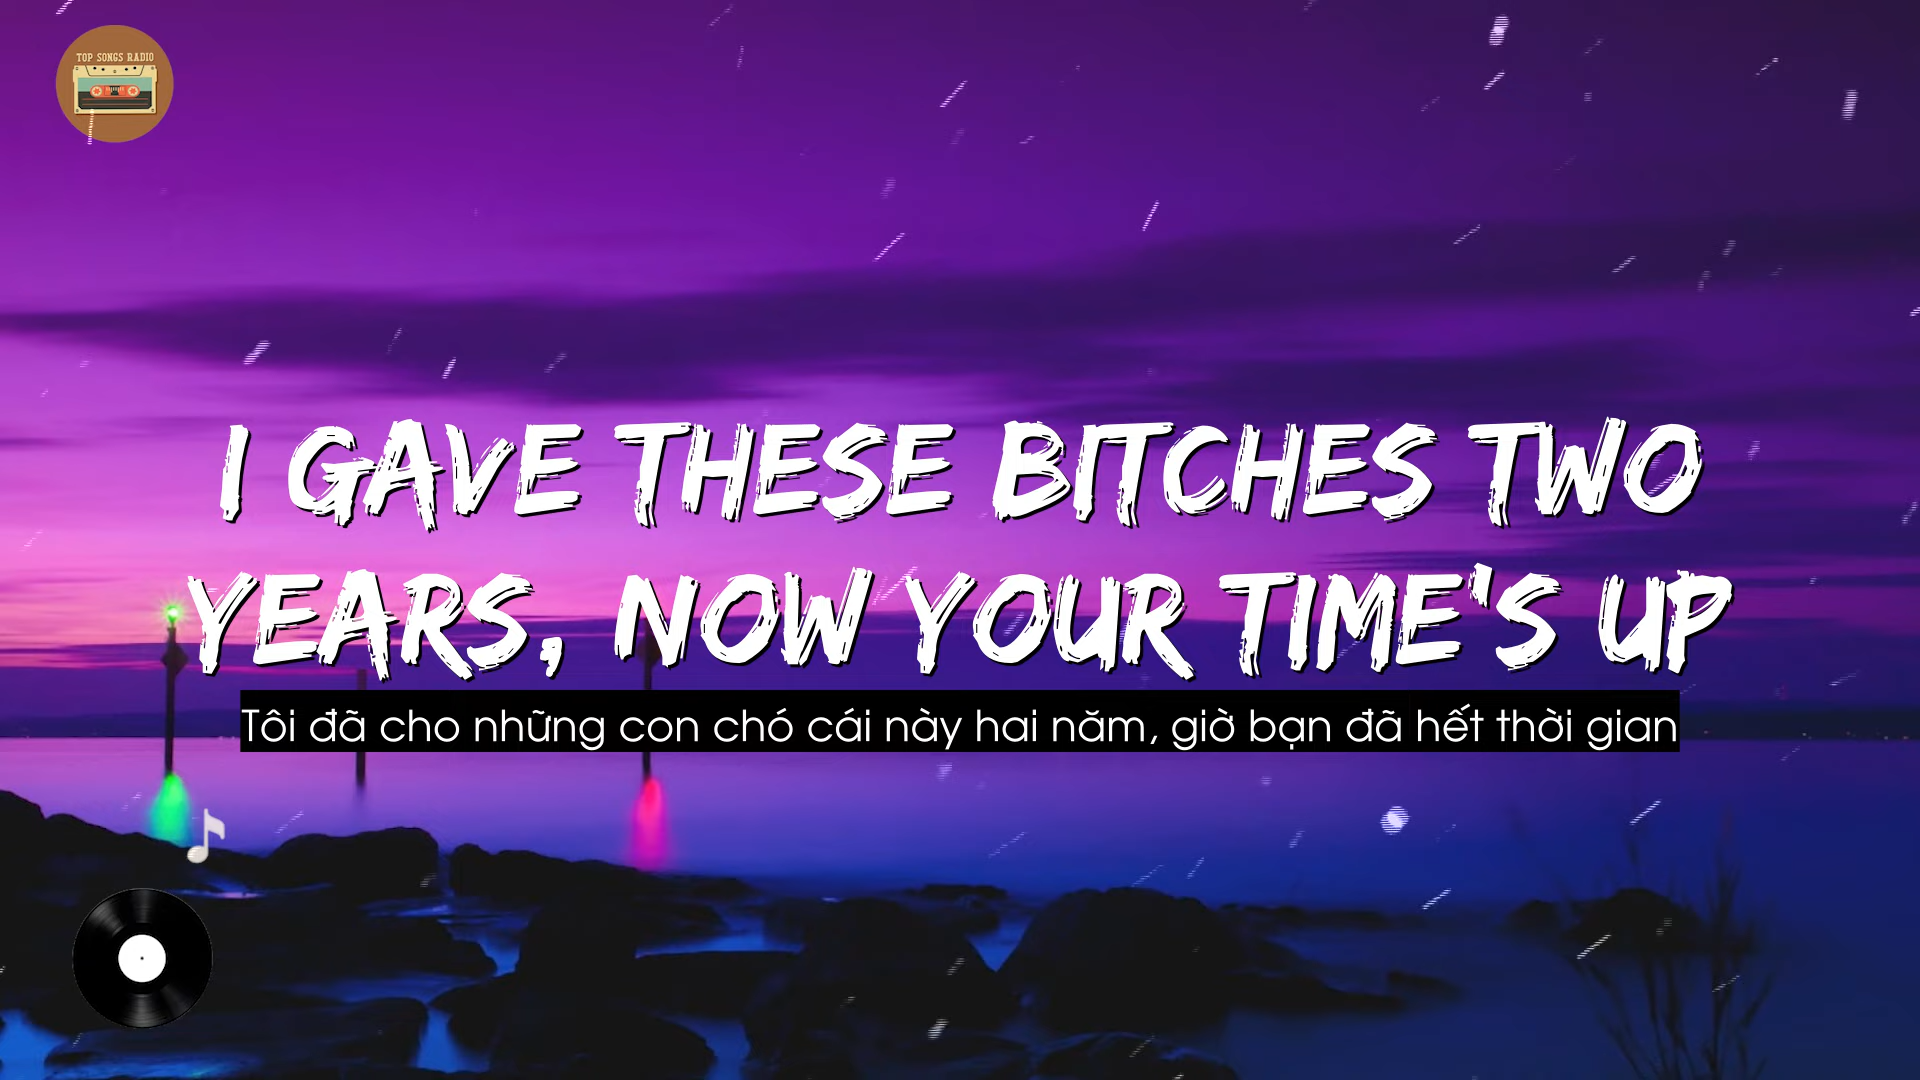 TOP SONGS RADIO
I GAVE THESE BITCHES TWO
YEARS, NOW YOUR TIME'S UP
Tôi đã cho những con chó cái này hai năm, giờ bạn đã hết thời gian